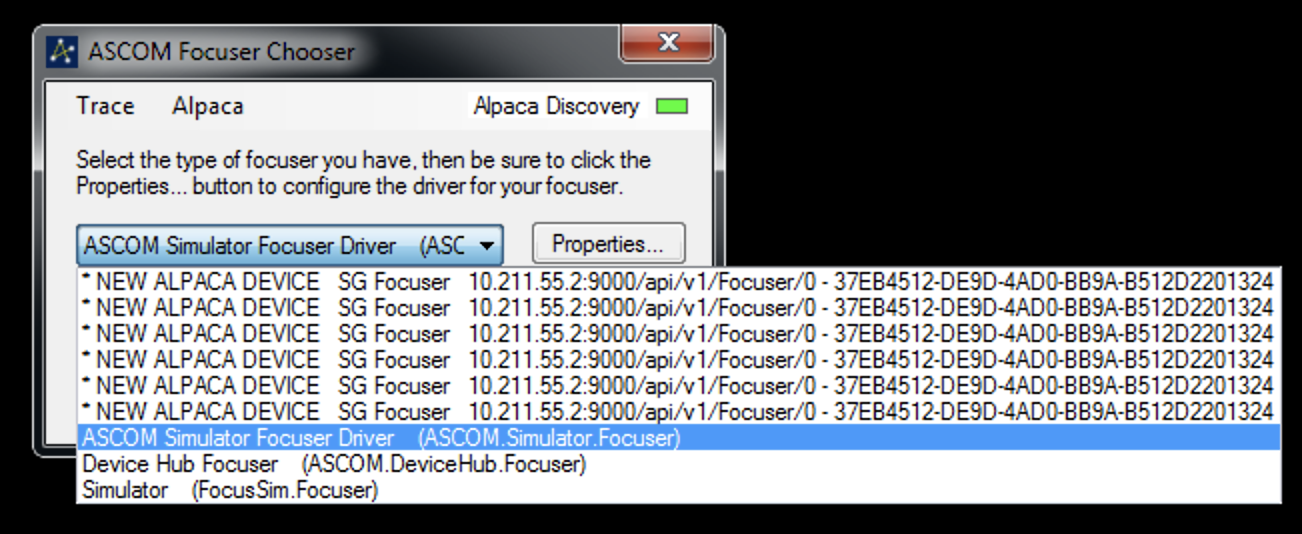 ASCOM Focuser Chooser
Trace Alpaca Alpaca Discovery
Select the type of focuser you have, then be sure to click the
Properties... button to configure the driver for your focuser.
ASCOM Simulator Focuser Driver (ASC Properties...
* NEW ALPACA DEVICE SG Focuser 10.211.55.2:9000/api/v1/Focuser/0 - 37EB4512-DE9D-4AD0-BB9A-B512D2201324
* NEW ALPACA DEVICE SG Focuser 10.211.55.2:9000/api/v1/Focuser/0 - 37EB4512-DE9D-4AD0-BB9A-B512D2201324
* NEW ALPACA DEVICE SG Focuser 10.211.55.2:9000/api/v1/Focuser/0 - 37EB4512-DE9D-4AD0-BB9A-B512D2201324
* NEW ALPACA DEVICE SG Focuser 10.211.55.2:9000/api/v1/Focuser/0 - 37EB4512-DE9D-4AD0-BB9A-B512D2201324
* NEW ALPACA DEVICE SG Focuser 10.211.55.2:9000/api/v1/Focuser/0 - 37EB4512-DE9D-4AD0-BB9A-B512D2201324
* NEW ALPACA DEVICE SG Focuser 10.211.55.2:9000/api/v1/Focuser/0 - 37EB4512-DE9D-4AD0-BB9A-B512D2201324
ASCOM Simulator Focuser Driver (ASCOM.Simulator.Focuser)
Device Hub Focuser (ASCOM.DeviceHub.Focuser)
Simulator (FocusSim.Focuser)